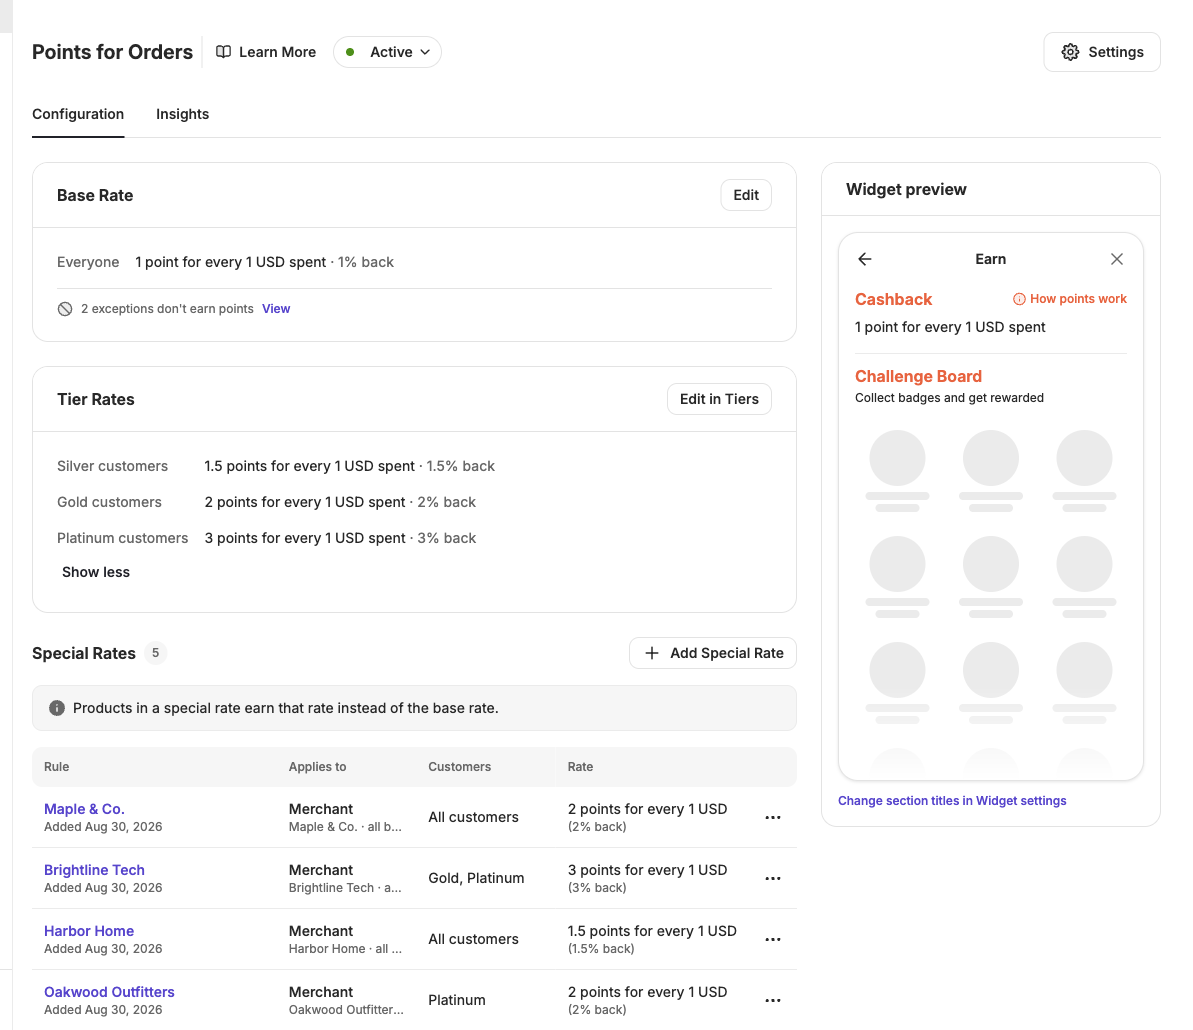 Points for Orders
Learn More
Active
Settings
Configuration
Insights
Base Rate
Edit
Everyone 1 point for every 1 USD spent · 1% back
2 exceptions don't earn points View
Tier Rates
Edit in Tiers
Silver customers 1.5 points for every 1 USD spent · 1.5% back
Gold customers 2 points for every 1 USD spent · 2% back
Platinum customers 3 points for every 1 USD spent · 3% back
Show less
Special Rates 5
Add Special Rate
Products in a special rate earn that rate instead of the base rate.
Rule Applies to Customers Rate
Maple & Co. Merchant All customers 2 points for every 1 USD
Added Aug 30, 2026 Maple & Co. · all b... (2% back)
Brightline Tech Merchant Gold, Platinum 3 points for every 1 USD
Added Aug 30, 2026 Brightline Tech · a... (3% back)
Harbor Home Merchant All customers 1.5 points for every 1 USD
Added Aug 30, 2026 Harbor Home · all ... (1.5% back)
Oakwood Outfitters Merchant Platinum 2 points for every 1 USD
Added Aug 30, 2026 Oakwood Outfitter... (2% back)
Widget preview
Earn
Cashback
How points work
1 point for every 1 USD spent
Challenge Board
Collect badges and get rewarded
Change section titles in Widget settings